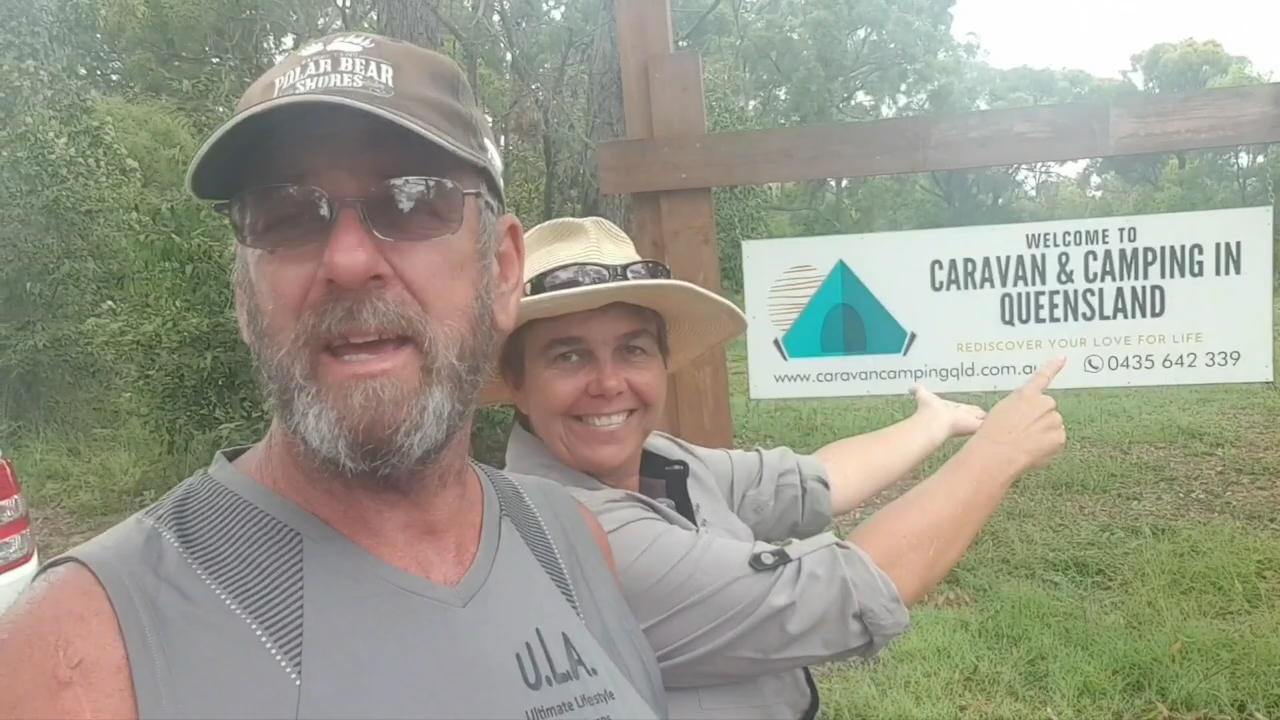 POLAR BEAR
SHORES
WELCOME TO
CARAVAN & CAMPING IN
QUEENSLAND
REDISCOVER YOUR LOVE FOR LIFE
www.caravancampingqld.com.au
0435 642 339
U.L.A.
Ultimate Lifestyle